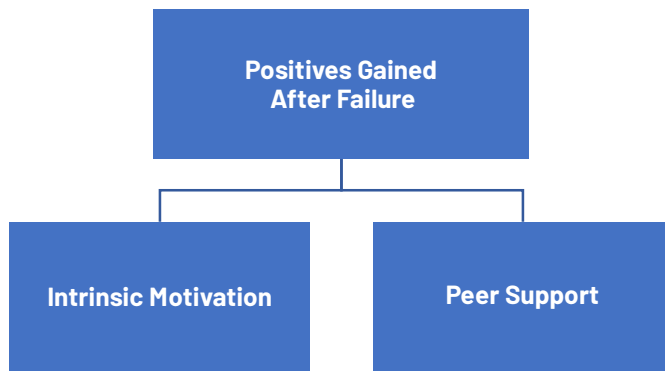 Positives Gained
After Failure
Intrinsic Motivation
Peer Support